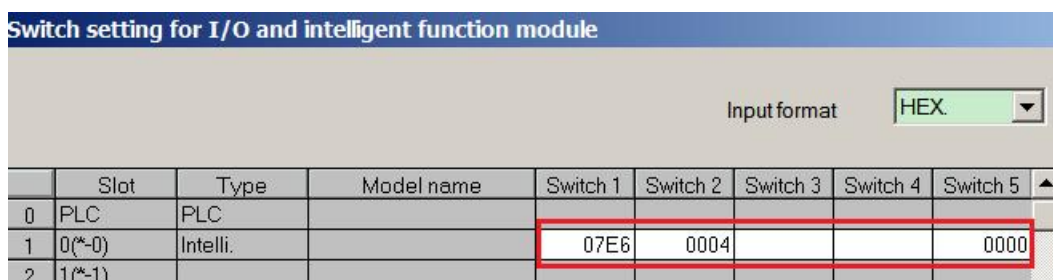 Switch setting for I/O and intelligent function module
Input format HEX.
Slot Type Model name Switch 1 Switch 2 Switch 3 Switch 4 Switch 5
0 PLC PLC
1 0(*-0) Intelli. 07E6 0004 0000
2 1(*-1)